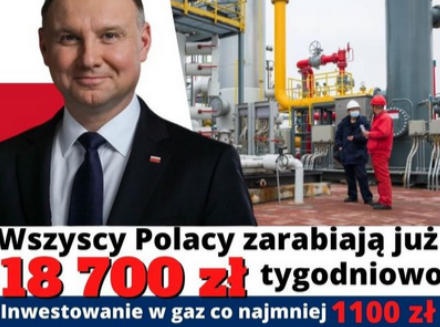 Wszyscy Polacy zarabiają już
18 700 zł tygodniowo
Inwestowanie w gaz co najmniej 1100 zł